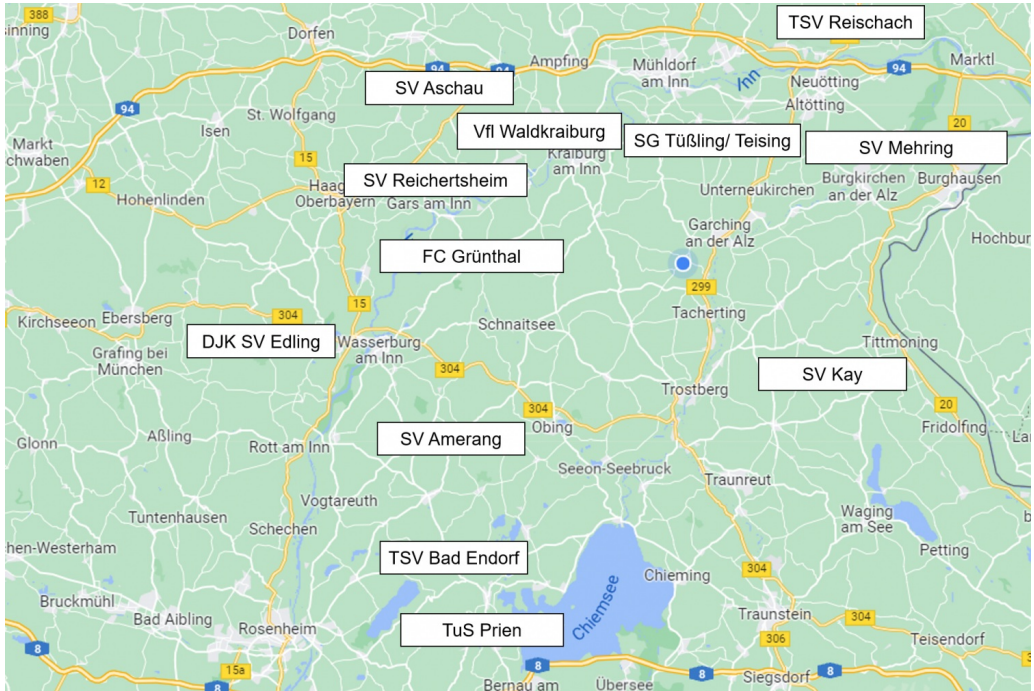 388
TSV Reischach
sinning
Dorfen
Ampfing
Mühldorf
am Inn
Inn
94
94
94
Neuötting
Altötting
Marktl
SV Aschau
94
St. Wolfgang
Isen
Vfl Waldkraiburg
SG Tüßling/ Teising
20
SV Mehring
Markt
chwaben
15
Kraiburg
am Inn
12
Hohenlinden
Haag
Oberbayern
SV Reichertsheim
Gars am Inn
Unterneukirchen
Burgkirchen
an der Alz
Burghausen
Garching
an der Alz
Hochbur
FC Grünthal
299
15
Tacherting
Kirchseeon
Ebersberg
304
Schnaitsee
DJK SV Edling
Wasserburg
am Inn
Tittmoning
Grafing bei
München
304
SV Kay
Trostberg
304
Obing
20
Fridolfing
Glonn
Aßling
Rott am Inn
SV Amerang
La
Seeon-Seebruck
Traunreut
Vogtareuth
Tuntenhausen
Schechen
Waging
am See
hen-Westerham
TSV Bad Endorf
Petting
Chieming
304
Bruckmühl
Bad Aibling
Rosenheim
TuS Prien
Chiemsee
Traunstein
304
306
Teisendorf
8
15a
8
8
8
8
Bernau am
Übersee
Siegsdorf